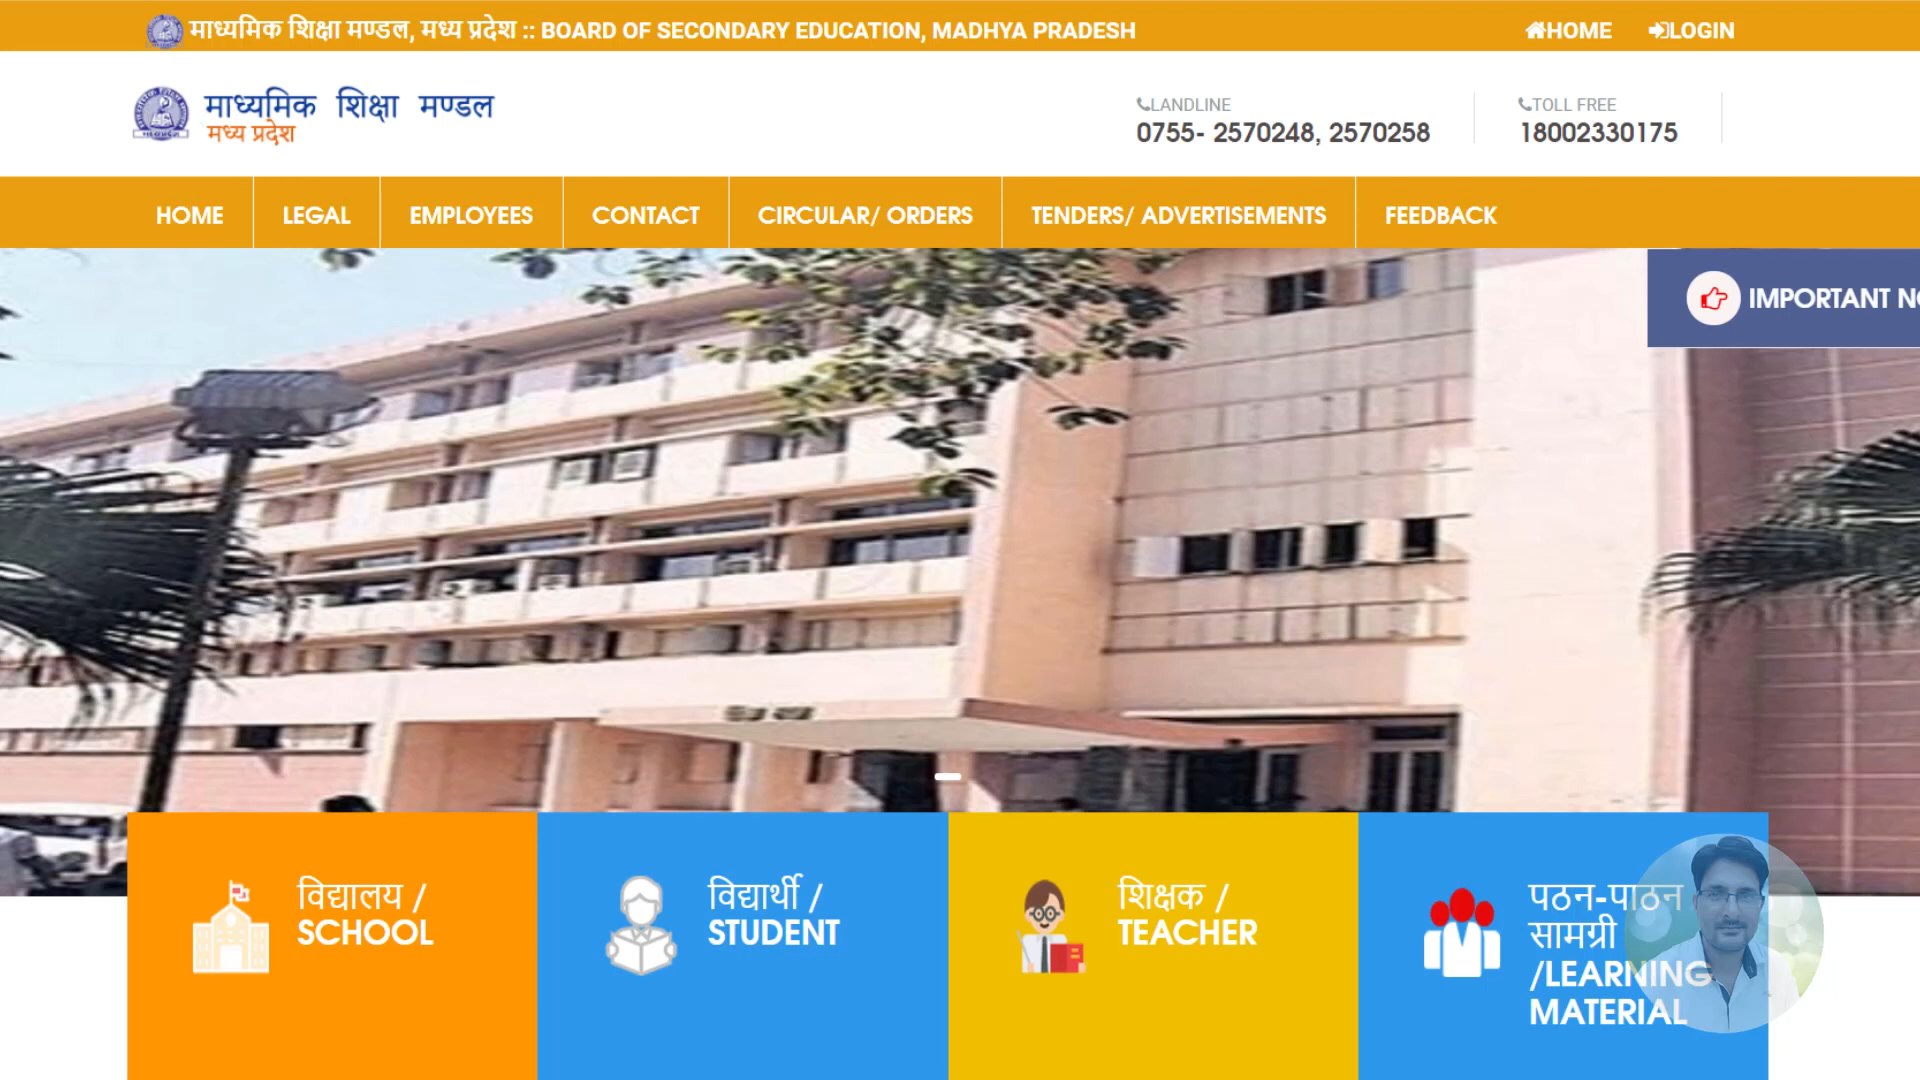 माध्यमिक शिक्षा मण्डल, मध्य प्रदेश :: BOARD OF SECONDARY EDUCATION, MADHYA PRADESH
HOME LOGIN
माध्यमिक शिक्षा मण्डल
मध्य प्रदेश
LANDLINE
0755- 2570248, 2570258
TOLL FREE
18002330175
HOME LEGAL EMPLOYEES CONTACT CIRCULAR/ ORDERS TENDERS/ ADVERTISEMENTS FEEDBACK
IMPORTANT
विद्यालय /
SCHOOL
विद्यार्थी /
STUDENT
शिक्षक /
TEACHER
पठन-पाठन
सामग्री
/LEARNING
MATERIAL